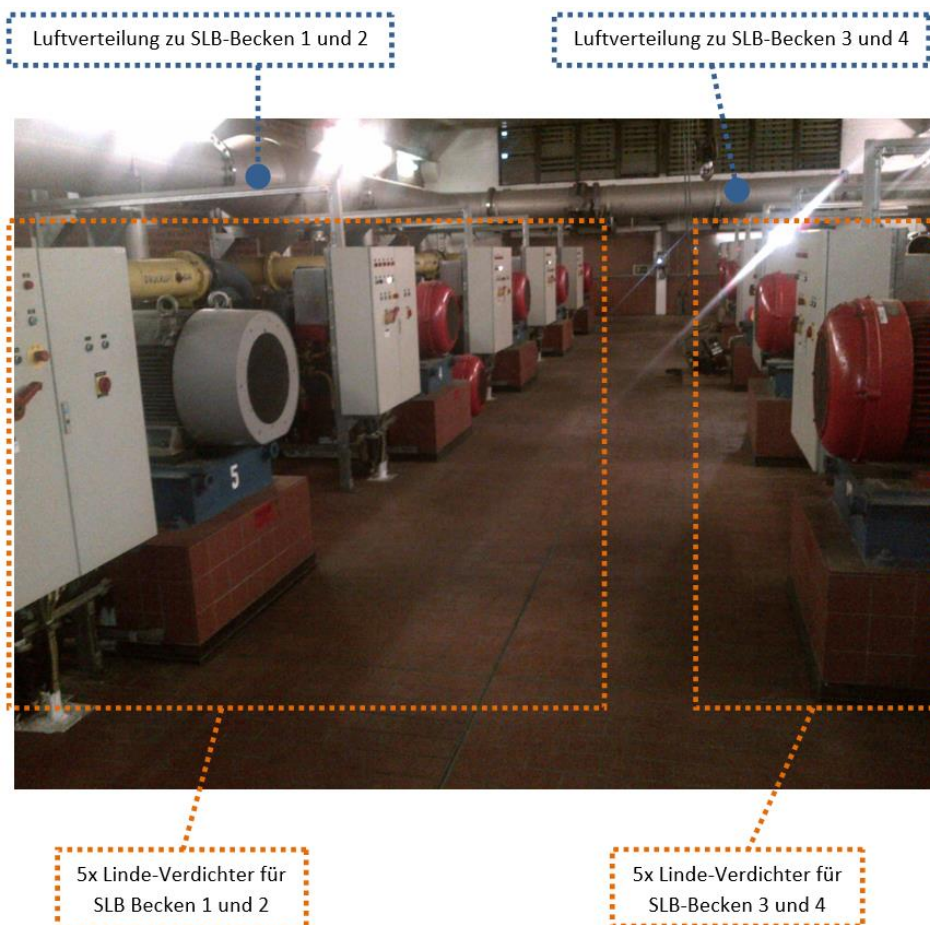 Luftverteilung zu SLB-Becken 1 und 2
Luftverteilung zu SLB-Becken 3 und 4
5
5x Linde-Verdichter für
SLB Becken 1 und 2
5x Linde-Verdichter für
SLB-Becken 3 und 4